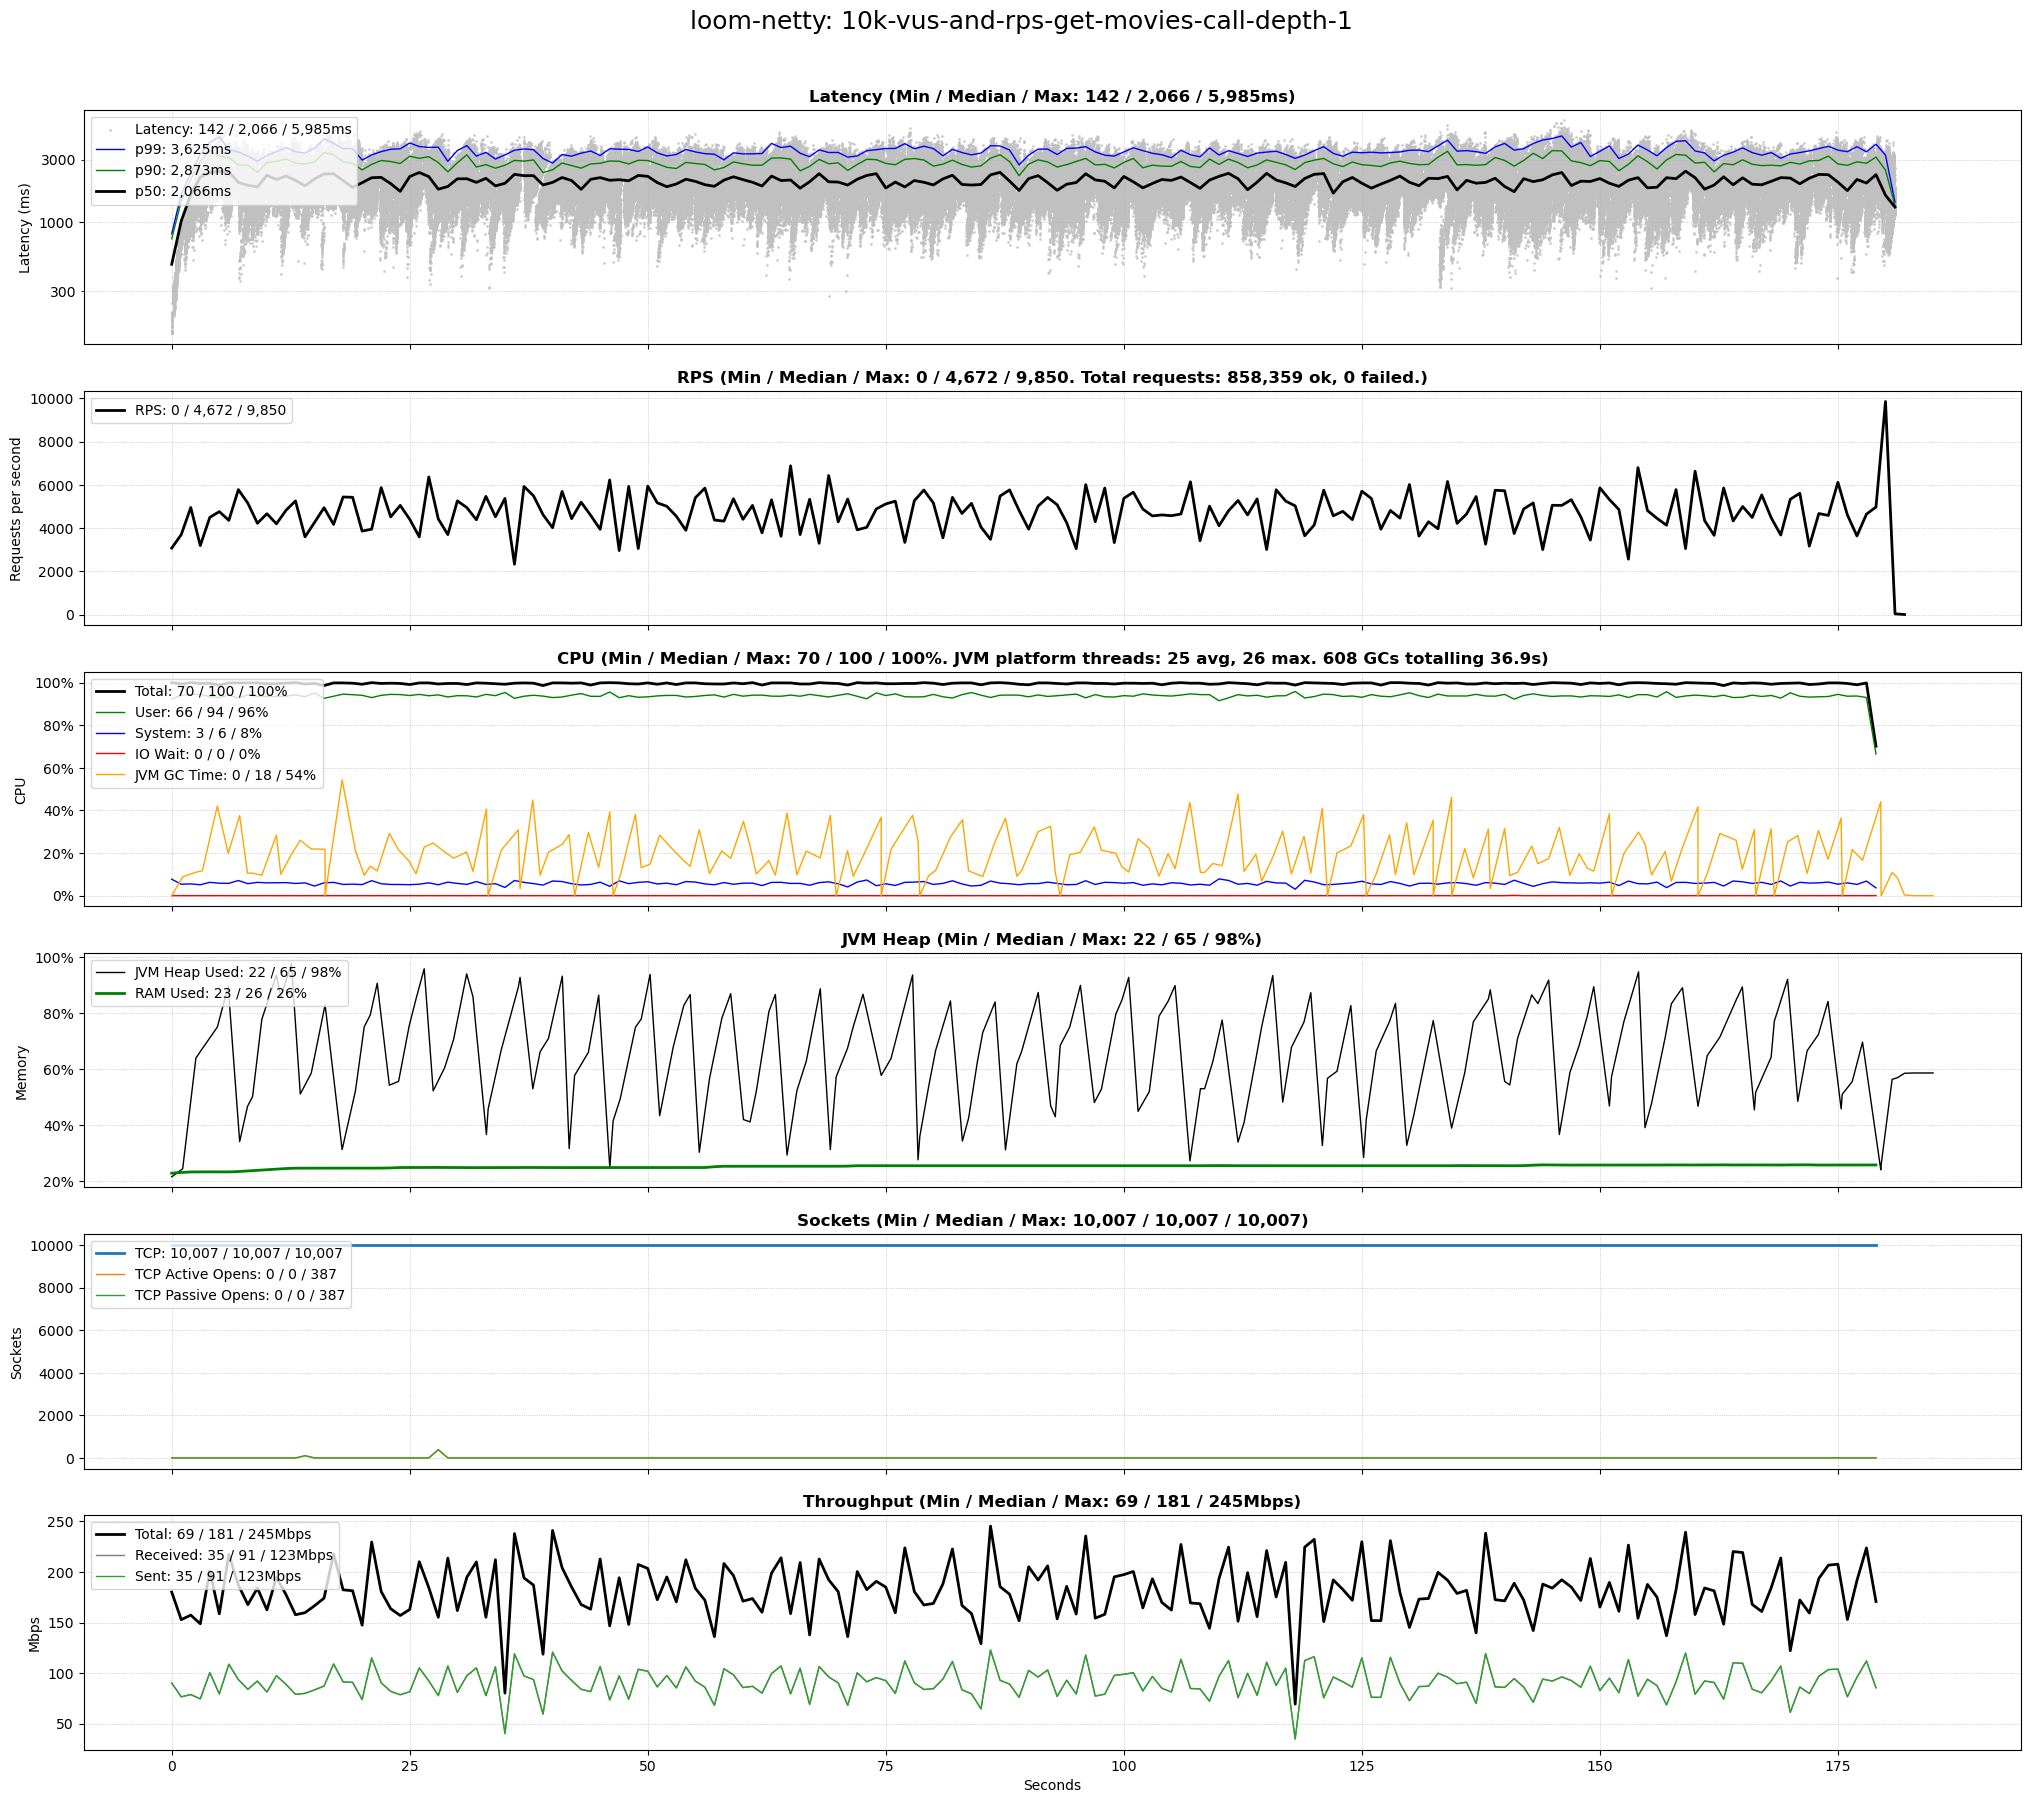 loom-netty: 10k-vus-and-rps-get-movies-call-depth-1
Latency (Min / Median / Max: 142 / 2,066 / 5,985ms)
Latency: 142 / 2,066 / 5,985ms
p99: 3,625ms
p90: 2,873ms
p50: 2,066ms
3000
1000
300
Latency (ms)
RPS (Min / Median / Max: 0 / 4,672 / 9,850. Total requests: 858,359 ok, 0 failed.)
RPS: 0 / 4,672 / 9,850
10000
8000
6000
4000
2000
0
Requests per second
CPU (Min / Median / Max: 70 / 100 / 100%. JVM platform threads: 25 avg, 26 max. 608 GCs totalling 36.9s)
Total: 70 / 100 / 100%
User: 66 / 94 / 96%
System: 3 / 6 / 8%
IO Wait: 0 / 0 / 0%
JVM GC Time: 0 / 18 / 54%
100%
80%
60%
40%
20%
0%
CPU
JVM Heap (Min / Median / Max: 22 / 65 / 98%)
JVM Heap Used: 22 / 65 / 98%
RAM Used: 23 / 26 / 26%
100%
80%
60%
40%
20%
Memory
Sockets (Min / Median / Max: 10,007 / 10,007 / 10,007)
TCP: 10,007 / 10,007 / 10,007
TCP Active Opens: 0 / 0 / 387
TCP Passive Opens: 0 / 0 / 387
10000
8000
6000
4000
2000
0
Sockets
Throughput (Min / Median / Max: 69 / 181 / 245Mbps)
Total: 69 / 181 / 245Mbps
Received: 35 / 91 / 123Mbps
Sent: 35 / 91 / 123Mbps
250
200
150
100
50
Mbps
0 25 50 75 100 125 150 175
Seconds